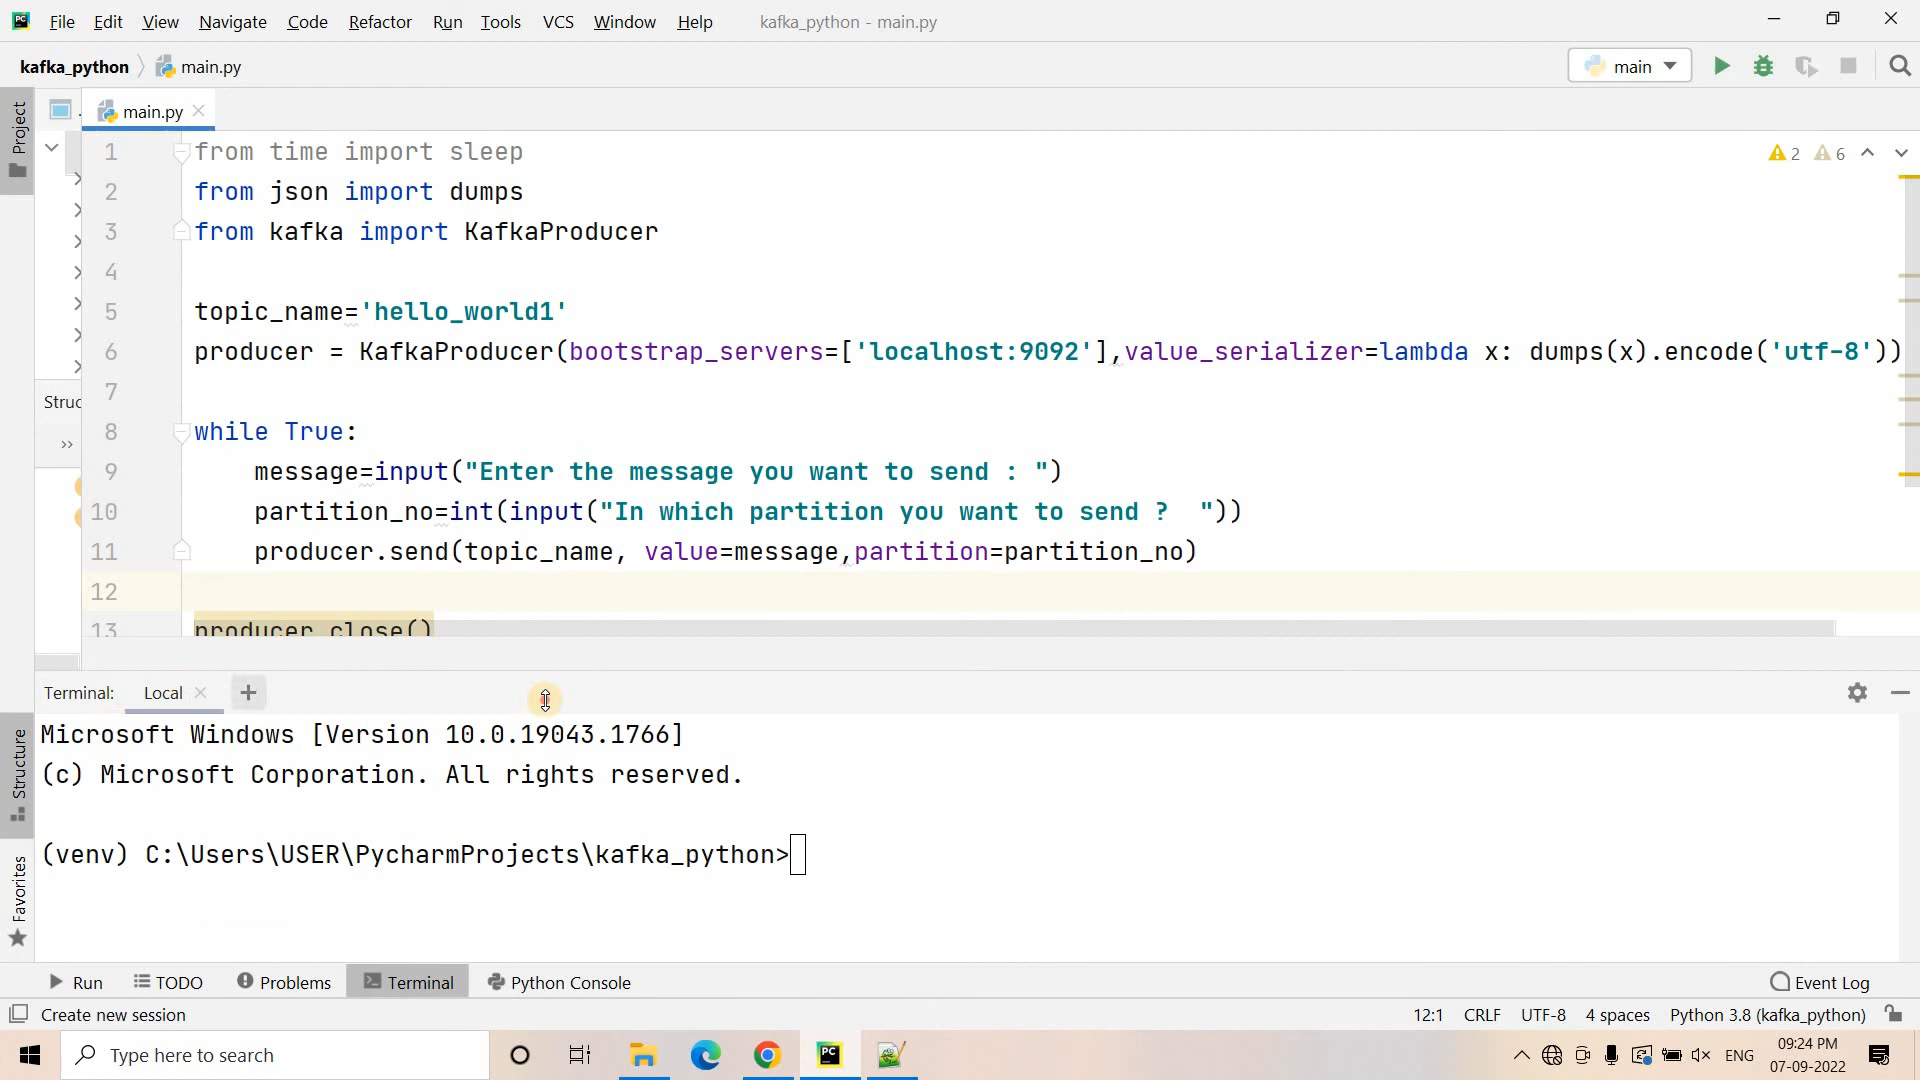 File Edit View Navigate Code Refactor Run Tools VCS Window Help kafka_python - main.py
kafka_python main.py main
Project
main.py
2 6
1 from time import sleep
2 from json import dumps
3 from kafka import KafkaProducer
4
5 topic_name='hello_world1'
6 producer = KafkaProducer(bootstrap_servers=['localhost:9092'],value_serializer=lambda x: dumps(x).encode('utf-8'))
7
8 while True:
9 message=input("Enter the message you want to send : ")
10 partition_no=int(input("In which partition you want to send ?  "))
11 producer.send(topic_name, value=message,partition=partition_no)
12
13 producer.close()
Struc
Terminal: Local
Microsoft Windows [Version 10.0.19043.1766]
(c) Microsoft Corporation. All rights reserved.
(venv) C:\Users\USER\PycharmProjects\kafka_python>
Structure
Favorites
Run TODO Problems Terminal Python Console Event Log
Create new session 12:1 CRLF UTF-8 4 spaces Python 3.8 (kafka_python)
Type here to search
ENG
09:24 PM
07-09-2022